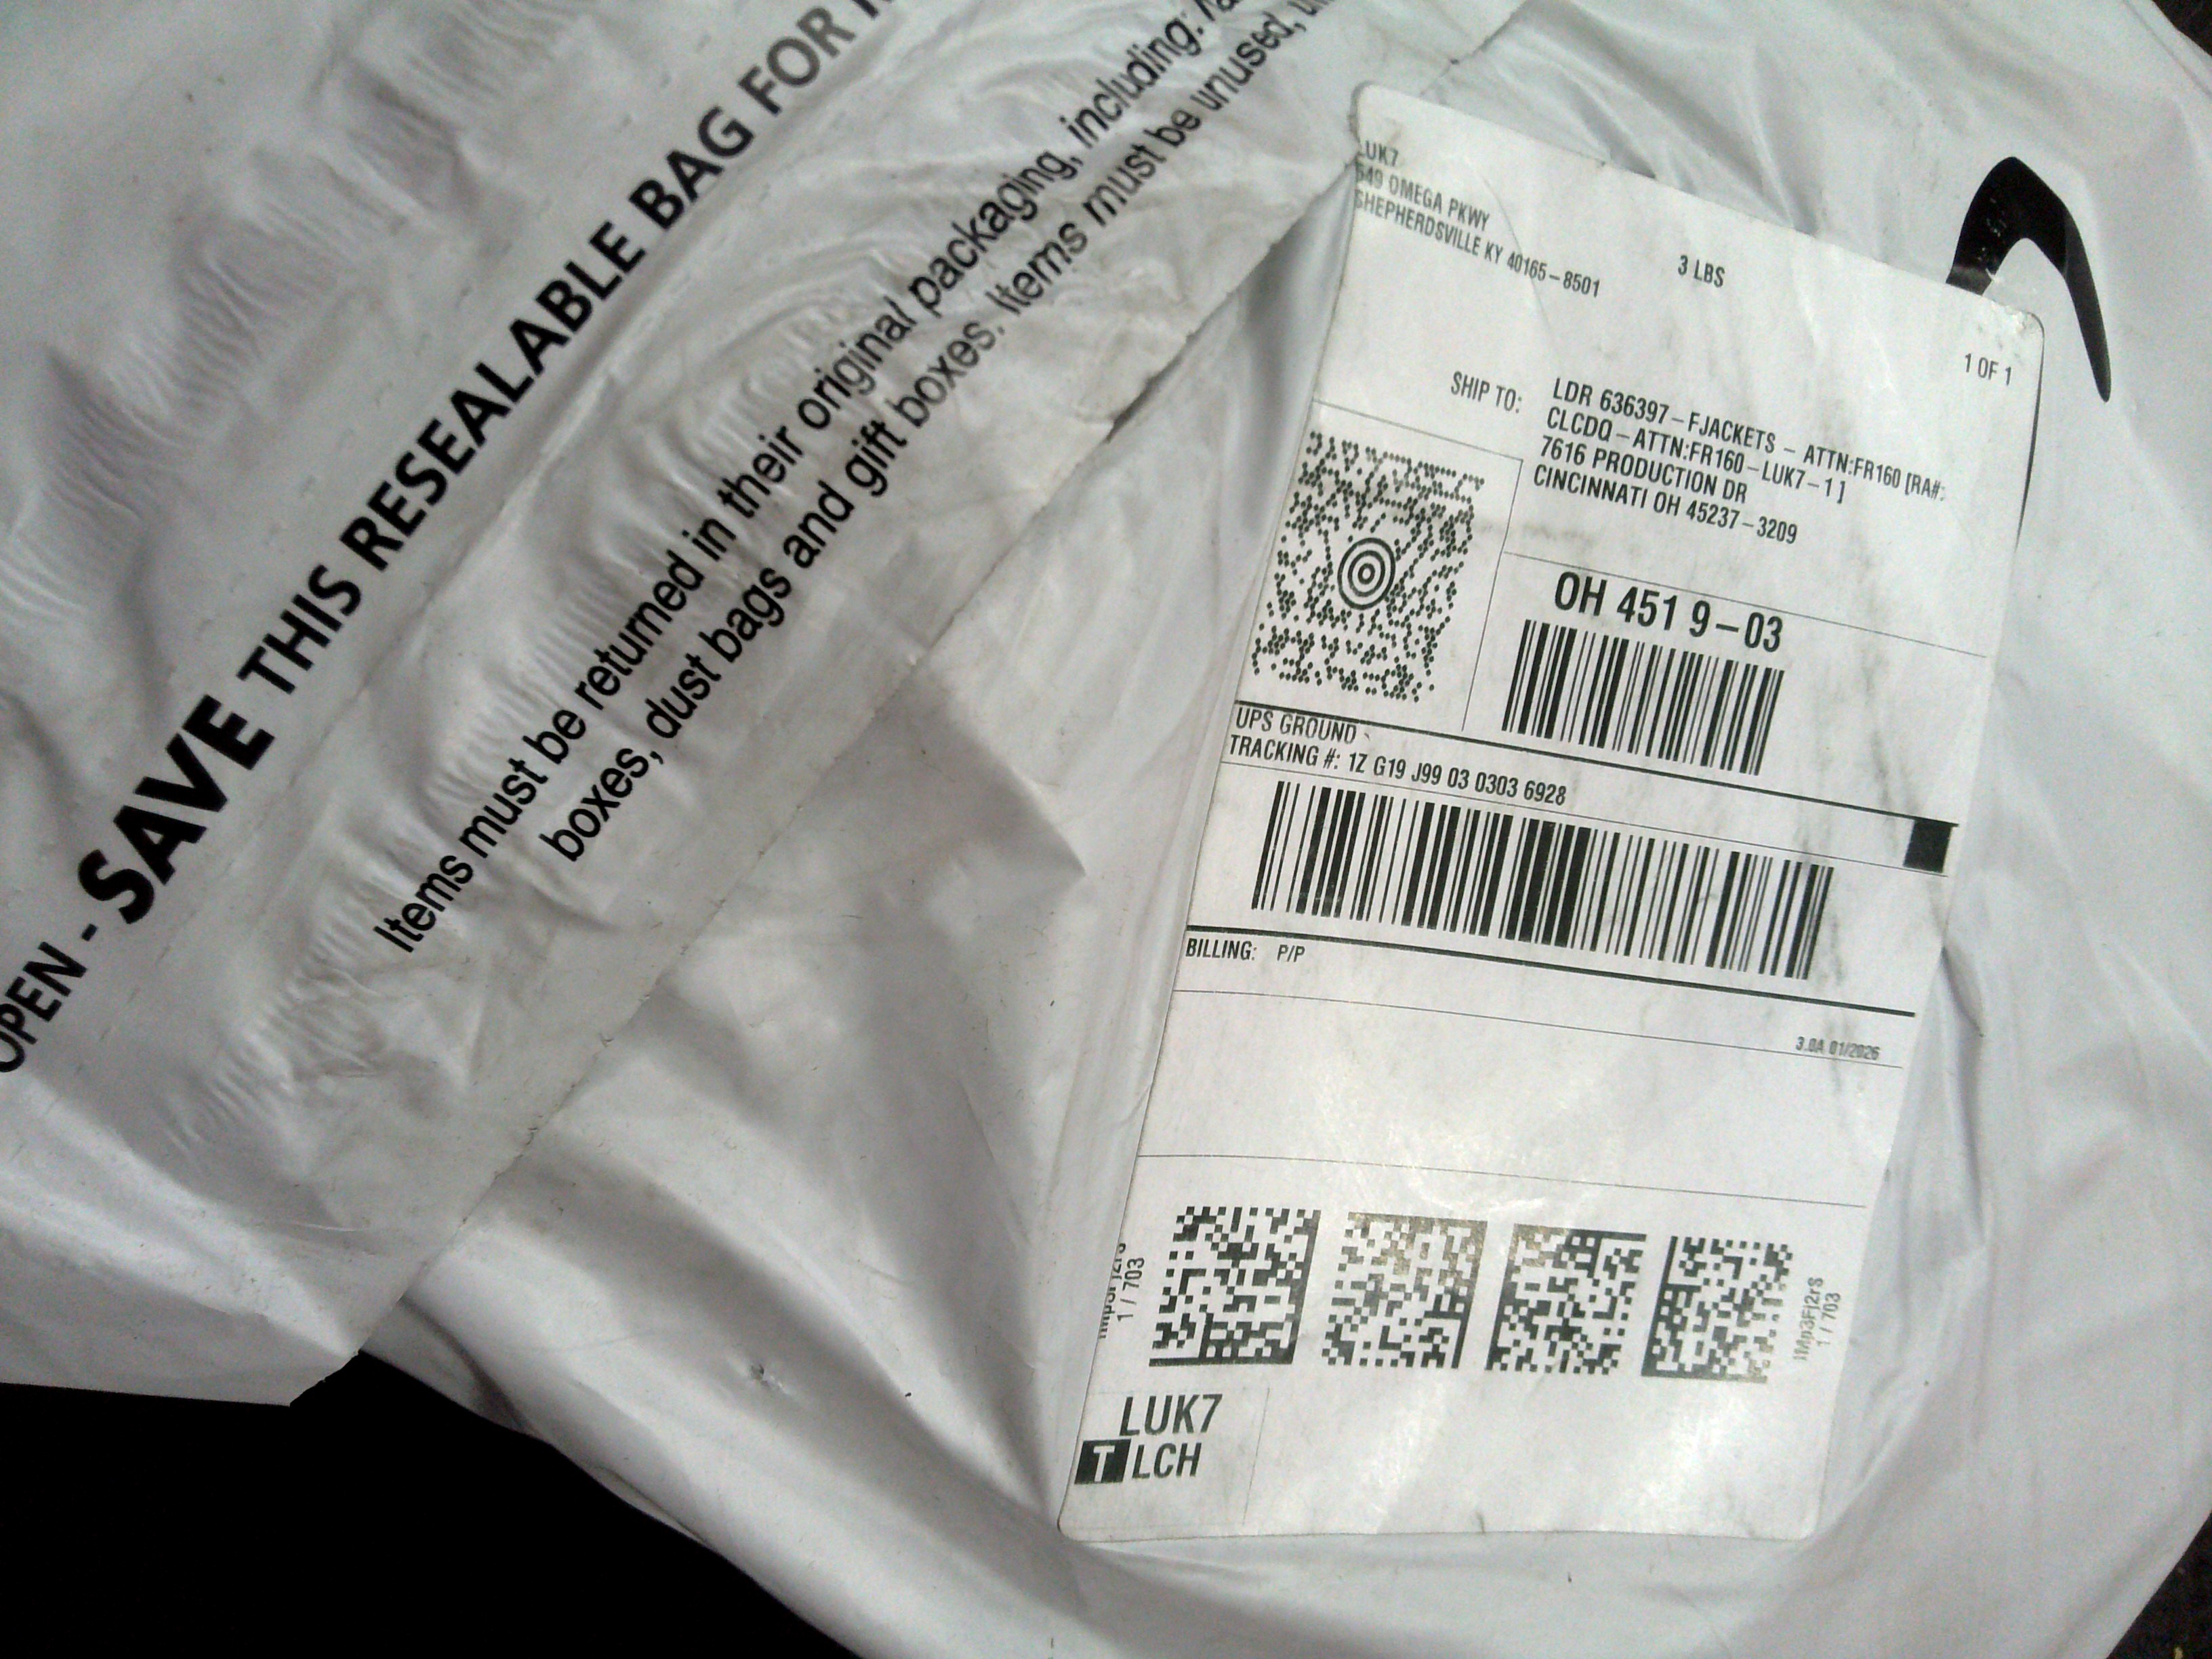 OPEN - SAVE THIS RESEALABLE BAG FOR
Items must be returned in their original packaging, including:
boxes, dust bags and gift boxes. Items must be unused,
LUK7
549 OMEGA PKWY
SHEPHERDSVILLE KY 40165-8501
3 LBS
1 OF 1
SHIP TO:
LDR 636397-FJACKETS - ATTN:FR160 [RA#:
CLCDQ-ATTN:FR160-LUK7-1]
7616 PRODUCTION DR
CINCINNATI OH 45237-3209
OH 451 9-03
UPS GROUND
TRACKING #: 1Z G19 J99 03 0303 6928
BILLING: P/P
3.0A 01/2026
1 / 703
1 / 703
LUK7
T LCH